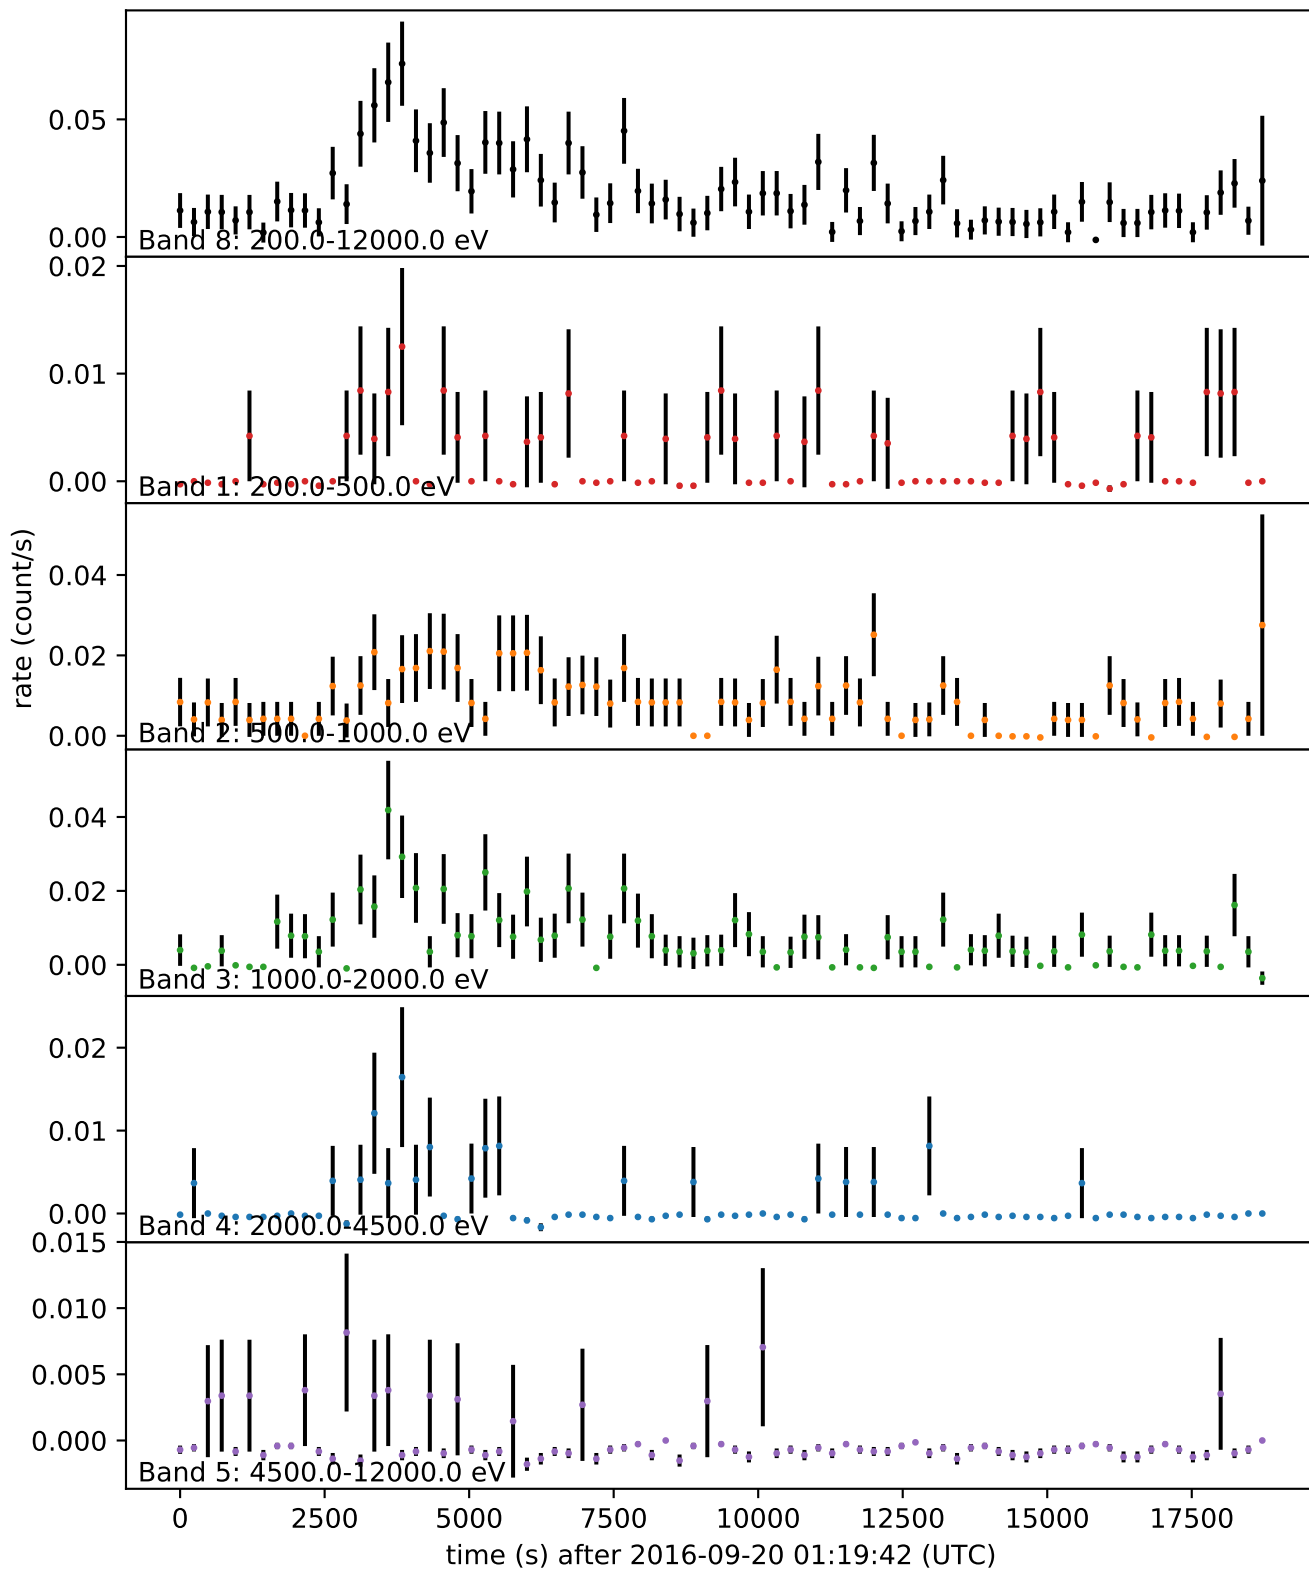 0.05
0.00
Band 8: 200.0-12000.0 eV
0.02
0.01
0.00
Band 1: 200.0-500.0 eV
0.04
0.02
0.00
Band 2: 500.0-1000.0 eV
rate (count/s)
0.04
0.02
0.00
Band 3: 1000.0-2000.0 eV
0.02
0.01
0.00
Band 4: 2000.0-4500.0 eV
0.015
0.010
0.005
0.000
Band 5: 4500.0-12000.0 eV
0 2500 5000 7500 10000 12500 15000 17500
time (s) after 2016-09-20 01:19:42 (UTC)